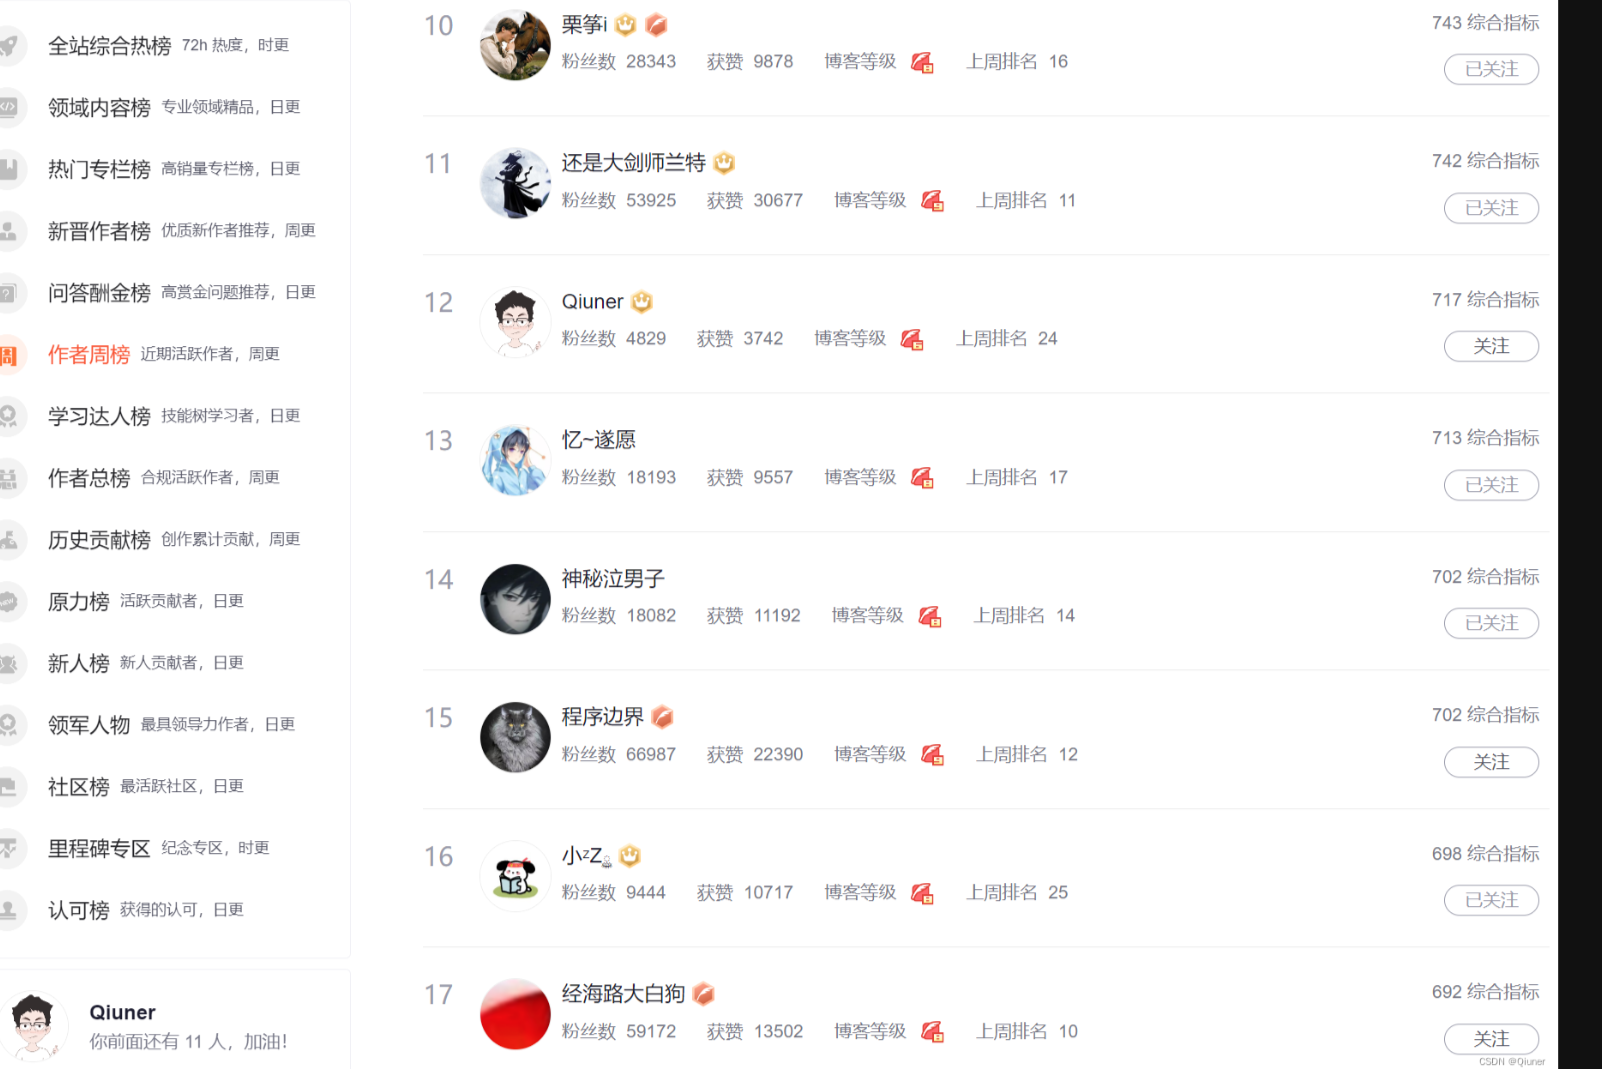 全站综合热榜 72h 热度，时更
领域内容榜 专业领域精品，日更
热门专栏榜 高销量专栏榜，日更
新晋作者榜 优质新作者推荐，周更
问答酬金榜 高赏金问题推荐，日更
周 作者周榜 近期活跃作者，周更
学习达人榜 技能树学习者，日更
作者总榜 合规活跃作者，周更
历史贡献榜 创作累计贡献，周更
原力榜 活跃贡献者，日更
新人榜 新人贡献者，日更
领军人物 最具领导力作者，日更
社区榜 最活跃社区，日更
里程碑专区 纪念专区，时更
认可榜 获得的认可，日更
Qiuner
你前面还有 11 人，加油！
10 栗筝i 743 综合指标
粉丝数 28343 获赞 9878 博客等级 上周排名 16
已关注
11 还是大剑师兰特 742 综合指标
粉丝数 53925 获赞 30677 博客等级 上周排名 11
已关注
12 Qiuner 717 综合指标
粉丝数 4829 获赞 3742 博客等级 上周排名 24
关注
13 忆~遂愿 713 综合指标
粉丝数 18193 获赞 9557 博客等级 上周排名 17
已关注
14 神秘泣男子 702 综合指标
粉丝数 18082 获赞 11192 博客等级 上周排名 14
已关注
15 程序边界 702 综合指标
粉丝数 66987 获赞 22390 博客等级 上周排名 12
关注
16 小ᶻZ 698 综合指标
粉丝数 9444 获赞 10717 博客等级 上周排名 25
已关注
17 经海路大白狗 692 综合指标
粉丝数 59172 获赞 13502 博客等级 上周排名 10
关注
CSDN @Qiuner